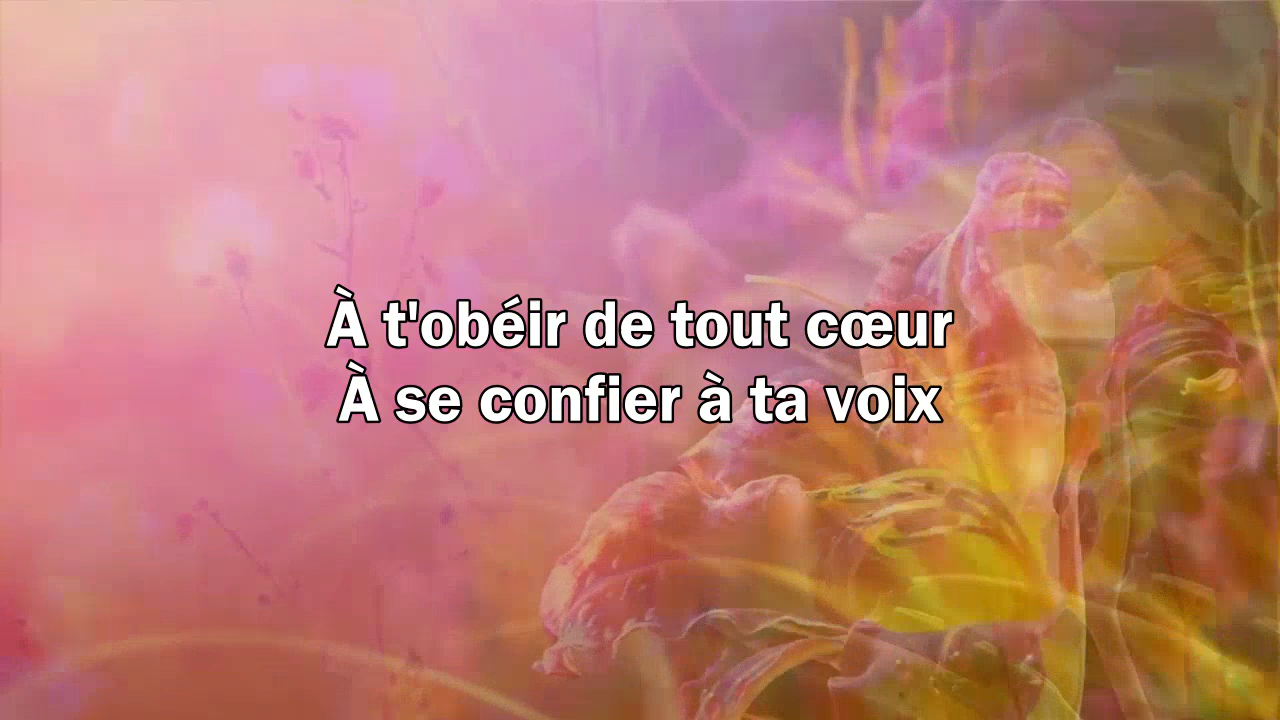 À t'obéir de tout cœur
À se confier à ta voix